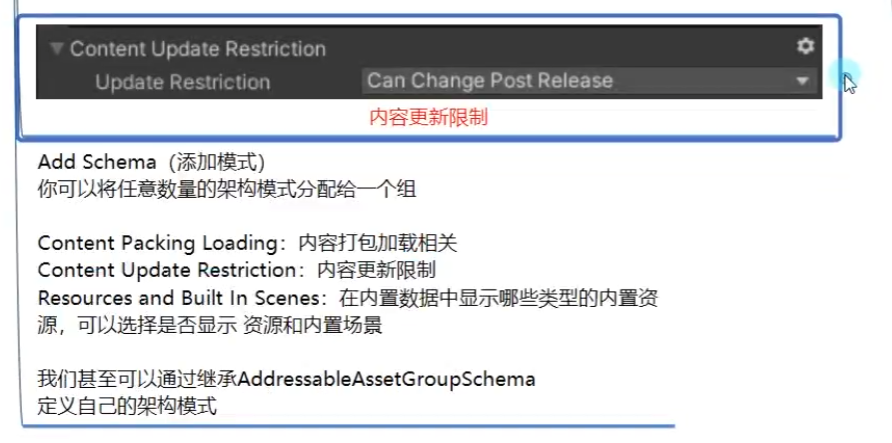 Content Update Restriction
Update Restriction Can Change Post Release
内容更新限制
Add Schema（添加模式）
你可以将任意数量的架构模式分配给一个组
Content Packing Loading：内容打包加载相关
Content Update Restriction：内容更新限制
Resources and Built In Scenes：在内置数据中显示哪些类型的内置资
源，可以选择是否显示 资源和内置场景
我们甚至可以通过继承AddressableAssetGroupSchema
定义自己的架构模式